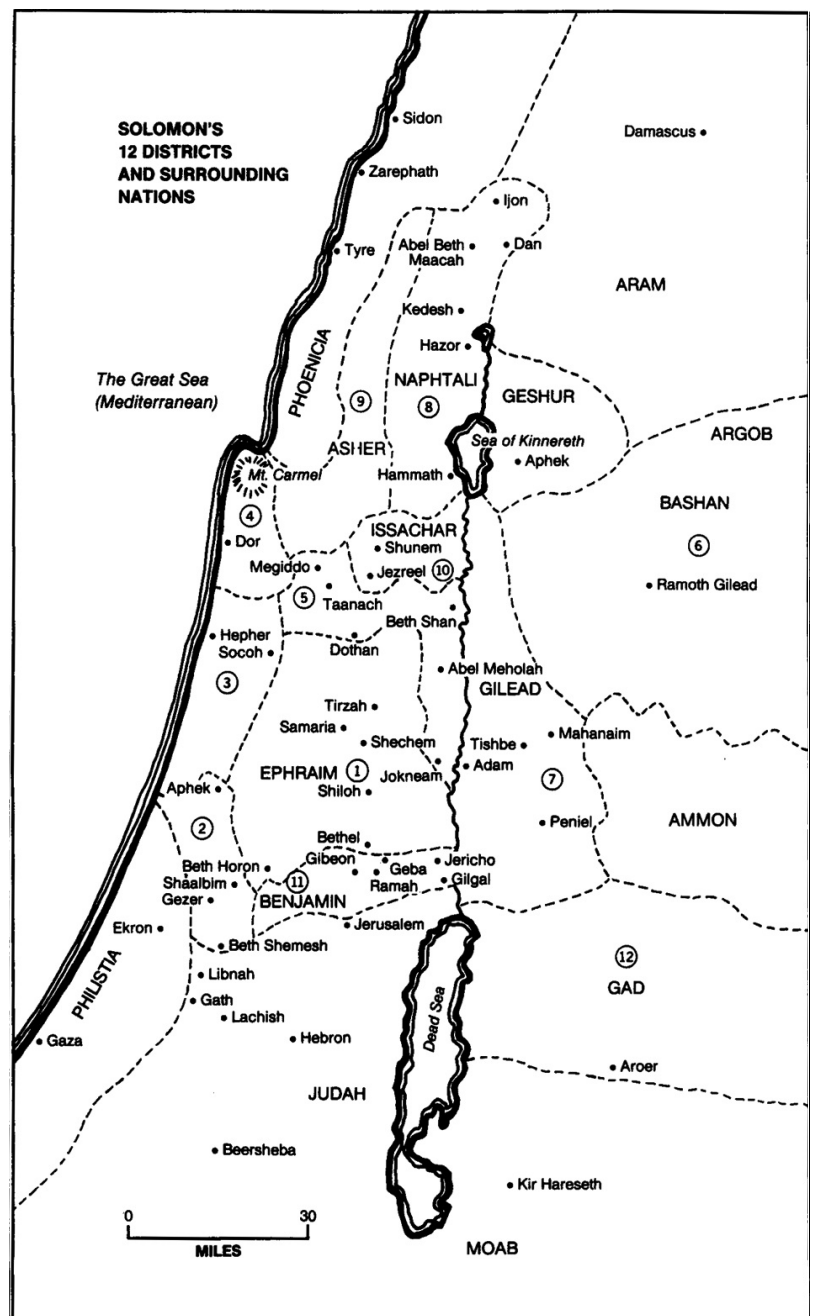 SOLOMON'S
12 DISTRICTS
AND SURROUNDING
NATIONS
Sidon
Damascus
Zarephath
Ijon
Tyre
Abel Beth
Maacah
Dan
ARAM
Kedesh
Hazor
PHOENICIA
The Great Sea
(Mediterranean)
NAPHTALI
GESHUR
9
8
ASHER
Sea of Kinnereth
ARGOB
Mt. Carmel
Hammath
Aphek
BASHAN
4
6
Dor
ISSACHAR
Shunem
Megiddo
Jezreel
10
5
Taanach
Ramoth Gilead
Beth Shan
Hepher
Socoh
Dothan
3
Abel Meholah
GILEAD
Tirzah
Samaria
Shechem
Mahanaim
Tishbe
EPHRAIM
1
Jokneam
Adam
7
Aphek
Shiloh
2
Peniel
AMMON
Bethel
Beth Horon
Gibeon
Geba
Jericho
Shaalbim
11
Ramah
Gilgal
Gezer
BENJAMIN
Ekron
Jerusalem
Beth Shemesh
12
PHILISTIA
Libnah
GAD
Gath
Lachish
Dead Sea
Gaza
Hebron
Aroer
JUDAH
Beersheba
Kir Hareseth
0 30
MILES
MOAB